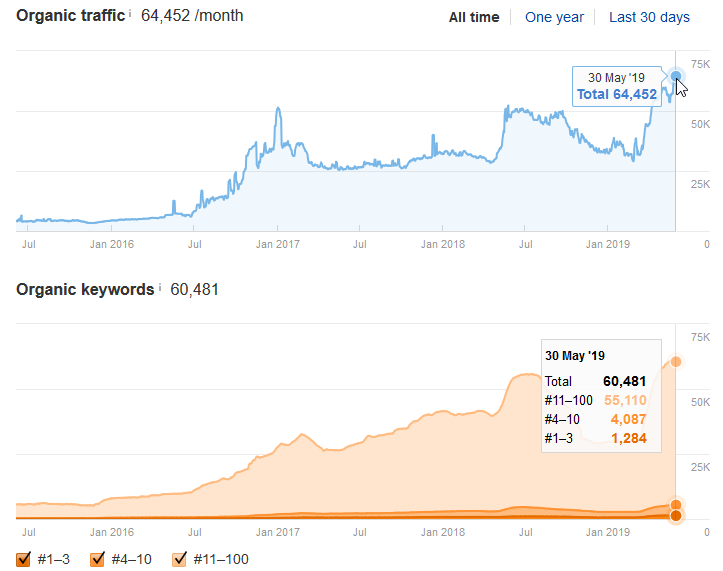 Organic traffic i 64,452 /month All time One year Last 30 days
75K
30 May '19
Total 64,452
50K
25K
Jul Jan 2016 Jul Jan 2017 Jul Jan 2018 Jul Jan 2019 0
Organic keywords i 60,481
75K
30 May '19
Total 60,481
#11–100 55,110
50K
#4–10 4,087
#1–3 1,284
25K
Jul Jan 2016 Jul Jan 2017 Jul Jan 2018 Jul Jan 2019 0
#1–3 #4–10 #11–100